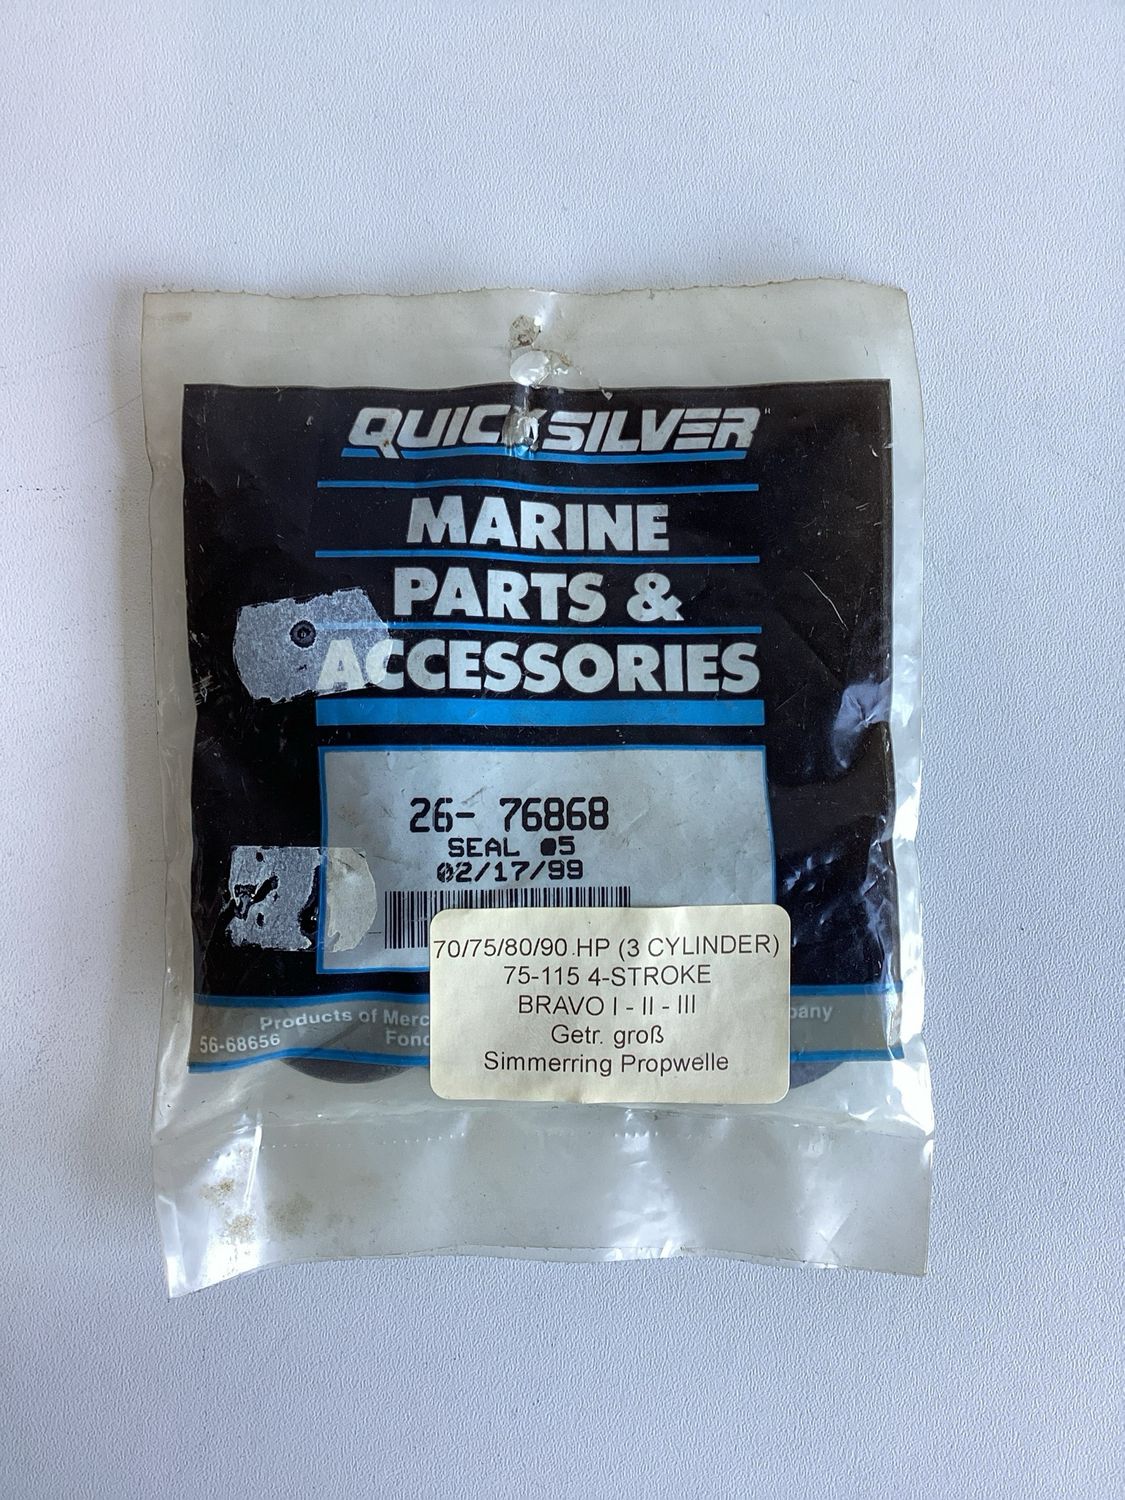 QUICKSILVER
MARINE
PARTS &
ACCESSORIES
26- 76868
SEAL @5
02/17/99
70/75/80/90 HP (3 CYLINDER)
75-115 4-STROKE
BRAVO I - II - III
Getr. groß
Simmerring Propwelle
Products of Merc
56-68656
Fond
pany